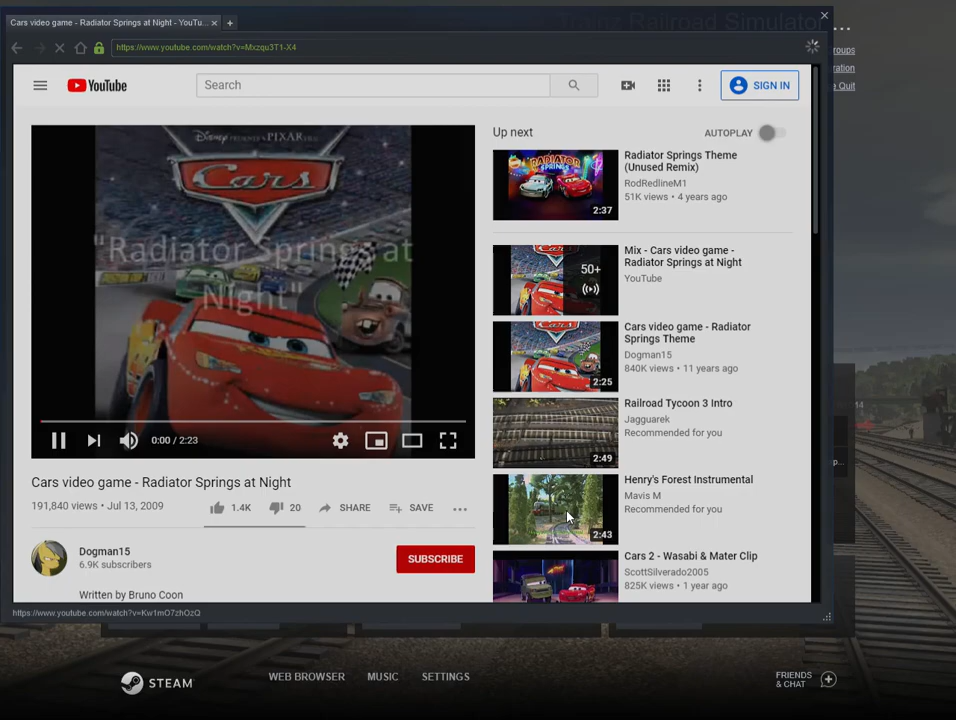 Trainz Railroad Simulator
Cars video game - Radiator Springs at Night - YouTu...
https://www.youtube.com/watch?v=Mxzqu3T1-X4
roups
ration
e Quit
YouTube
Search
SIGN IN
DISNEY PRESENTS A PIXAR
Cars
"Radiator Springs at
Night"
0:00 / 2:23
Cars video game - Radiator Springs at Night
191,840 views • Jul 13, 2009
1.4K
20
SHARE
SAVE
Dogman15
6.9K subscribers
SUBSCRIBE
Written by Bruno Coon
Up next
AUTOPLAY
RADIATOR SPRINGS
2:37
Radiator Springs Theme
(Unused Remix)
RodRedlineM1
51K views • 4 years ago
50+
Mix - Cars video game -
Radiator Springs at Night
YouTube
2:25
Cars video game - Radiator
Springs Theme
Dogman15
840K views • 11 years ago
2:49
Railroad Tycoon 3 Intro
Jagguarek
Recommended for you
2:43
Henry's Forest Instrumental
Mavis M
Recommended for you
Cars 2 - Wasabi & Mater Clip
ScottSilverado2005
825K views • 1 year ago
14
p...
https://www.youtube.com/watch?v=Kw1mO7zhOzQ
STEAM
WEB BROWSER
MUSIC
SETTINGS
FRIENDS
& CHAT